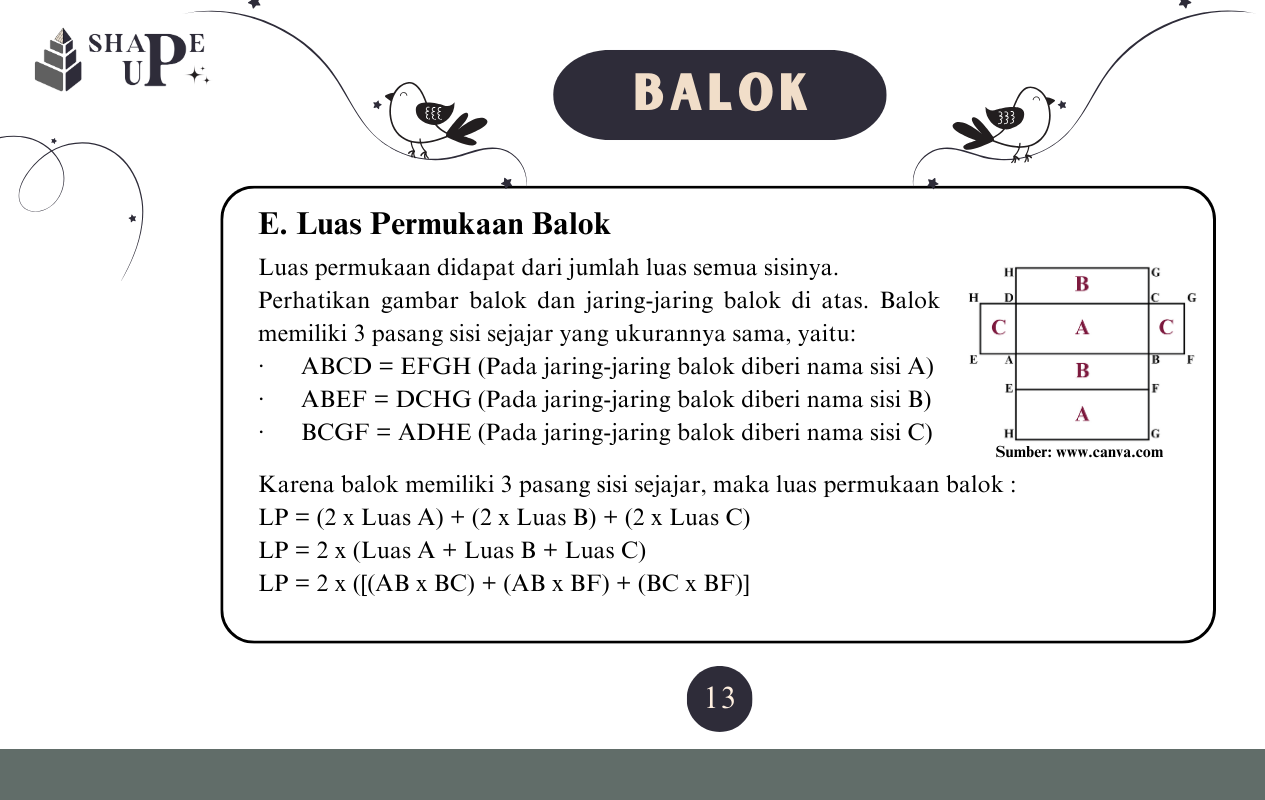 SHAPE
UP
BALOK
E. Luas Permukaan Balok
Luas permukaan didapat dari jumlah luas semua sisinya.
Perhatikan gambar balok dan jaring-jaring balok di atas. Balok
memiliki 3 pasang sisi sejajar yang ukurannya sama, yaitu:
· ABCD = EFGH (Pada jaring-jaring balok diberi nama sisi A)
· ABEF = DCHG (Pada jaring-jaring balok diberi nama sisi B)
· BCGF = ADHE (Pada jaring-jaring balok diberi nama sisi C)
H G
B
H D C G
C A C
E A B F
B
E F
A
H G
Sumber: www.canva.com
Karena balok memiliki 3 pasang sisi sejajar, maka luas permukaan balok :
LP = (2 x Luas A) + (2 x Luas B) + (2 x Luas C)
LP = 2 x (Luas A + Luas B + Luas C)
LP = 2 x ([(AB x BC) + (AB x BF) + (BC x BF)]
13